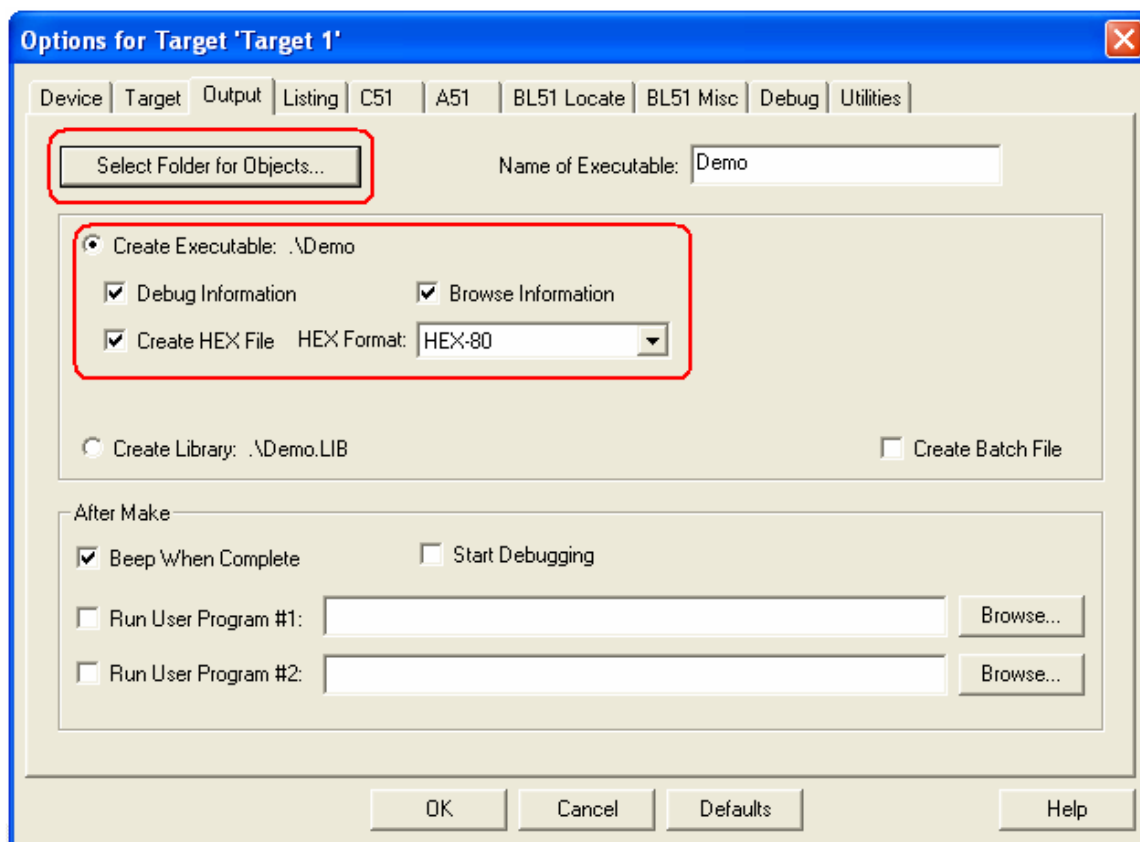 Options for Target 'Target 1'
Device Target Output Listing C51 A51 BL51 Locate BL51 Misc Debug Utilities
Select Folder for Objects... Name of Executable: Demo
Create Executable: .\Demo
Debug Information Browse Information
Create HEX File HEX Format: HEX-80
Create Library: .\Demo.LIB Create Batch File
After Make
Beep When Complete Start Debugging
Run User Program #1: Browse...
Run User Program #2: Browse...
OK Cancel Defaults Help